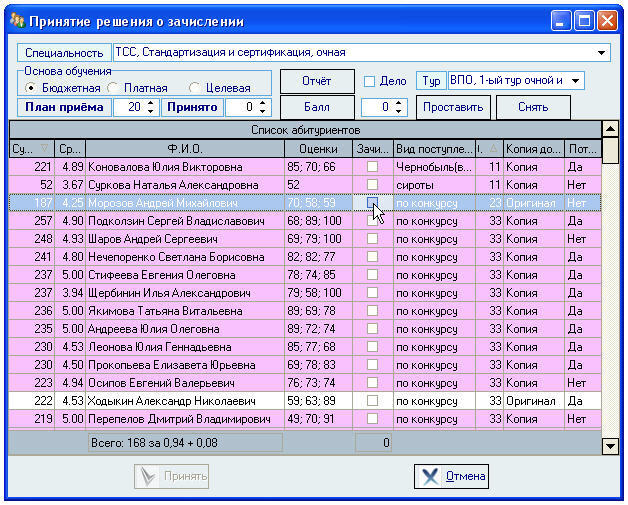 Принятие решения о зачислении
Специальность ТСС, Стандартизация и сертификация, очная
Основа обучения
Бюджетная Платная Целевая
Отчёт Дело Тур ВПО, 1-ый тур очной и
План приёма 20 Принято 0 Балл 0 Проставить Снять
Список абитуриентов
Су... Ср... Ф.И.О. Оценки Зачи... Вид поступле... Копия до... Пот...
221 4.89 Коновалова Юлия Викторовна 85; 70; 66 Чернобыль(в... 11 Копия Да
52 3.67 Суркова Наталья Александровна 52 сироты 11 Копия Нет
187 4.25 Морозов Андрей Михайлович 70; 58; 59 по конкурсу 23 Оригинал Нет
257 4.90 Подколзин Сергей Владиславович 68; 89; 100 по конкурсу 33 Копия Да
248 4.93 Шаров Андрей Сергеевич 69; 79; 100 по конкурсу 33 Копия Нет
241 4.80 Нечипоренко Светлана Борисовна 82; 82; 77 по конкурсу 33 Копия Да
237 5.00 Стифеева Евгения Олеговна 78; 74; 85 по конкурсу 33 Копия Да
237 3.94 Щербинин Илья Александрович 79; 58; 100 по конкурсу 33 Копия Да
236 5.00 Якимова Татьяна Витальевна 89; 69; 78 по конкурсу 33 Копия Да
235 5.00 Андреева Юлия Олеговна 89; 72; 74 по конкурсу 33 Копия Да
230 4.53 Леонова Юлия Геннадьевна 85; 77; 68 по конкурсу 33 Копия Да
230 4.50 Прокопьева Елизавета Юрьевна 69; 78; 83 по конкурсу 33 Копия Да
223 4.94 Осипов Евгений Валерьевич 76; 73; 74 по конкурсу 33 Копия Нет
222 4.53 Ходыкин Александр Николаевич 59; 63; 89 по конкурсу 33 Оригинал Да
219 5.00 Перепелов Дмитрий Владимирович 49; 70; 91 по конкурсу 33 Копия Нет
Всего: 168 за 0,94 + 0,08 0
Принять Отмена